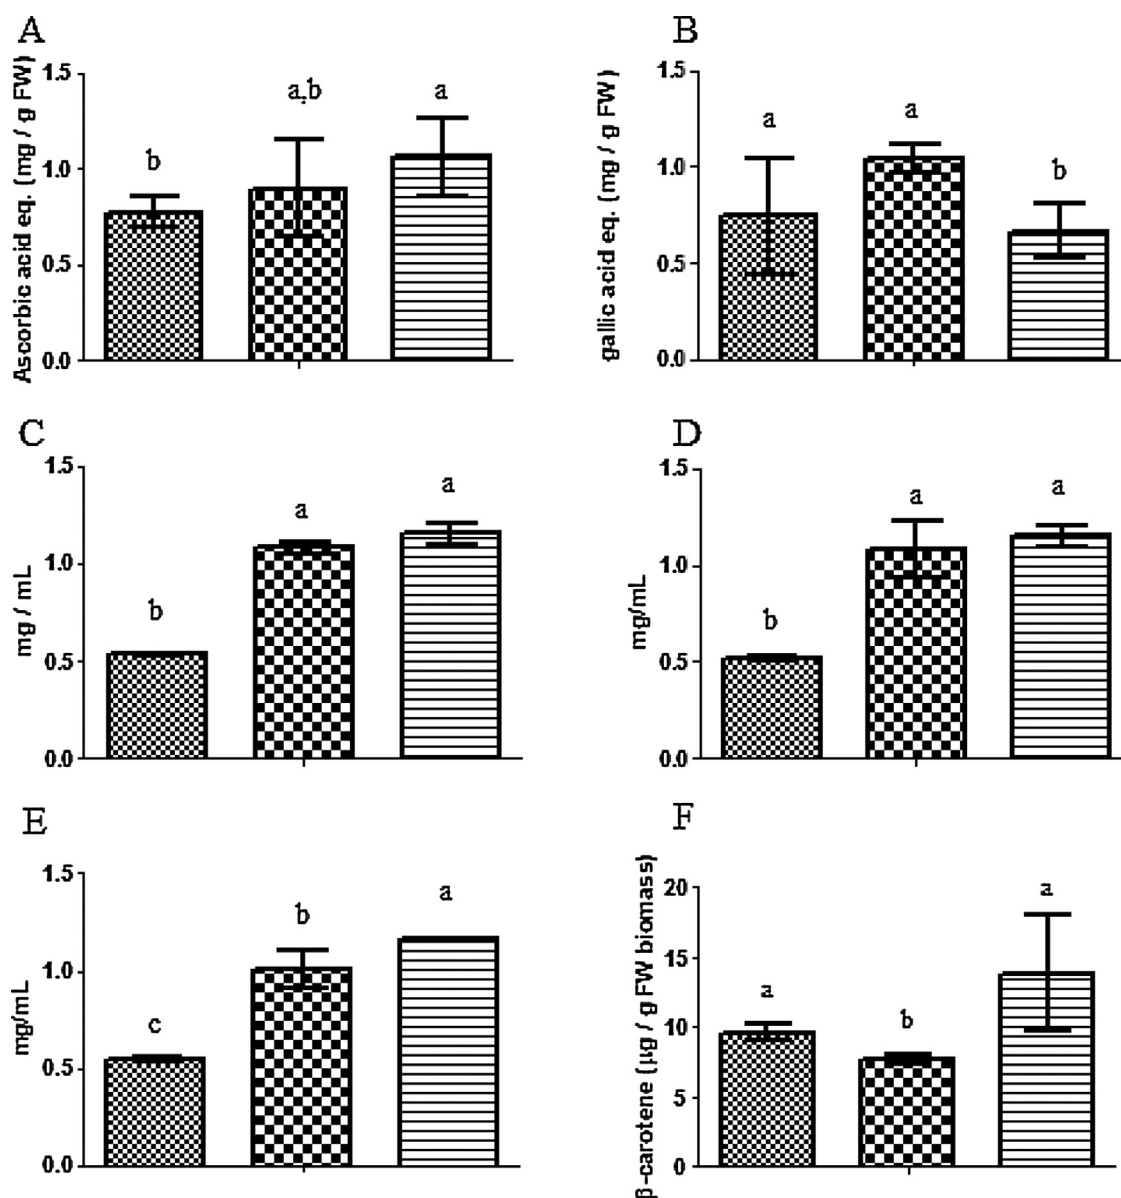 A
Ascorbic acid eq. (mg / g FW)
1.5
1.0
0.5
0.0
b
a,b
a
B
gallic acid eq. (mg / g FW)
1.5
1.0
0.5
0.0
a
a
b
C
mg / mL
1.5
1.0
0.5
0.0
b
a
a
D
mg/mL
1.5
1.0
0.5
0.0
b
a
a
E
mg/mL
1.5
1.0
0.5
0.0
c
b
a
F
β-carotene (µg / g FW biomass)
20
15
10
5
0
a
b
a